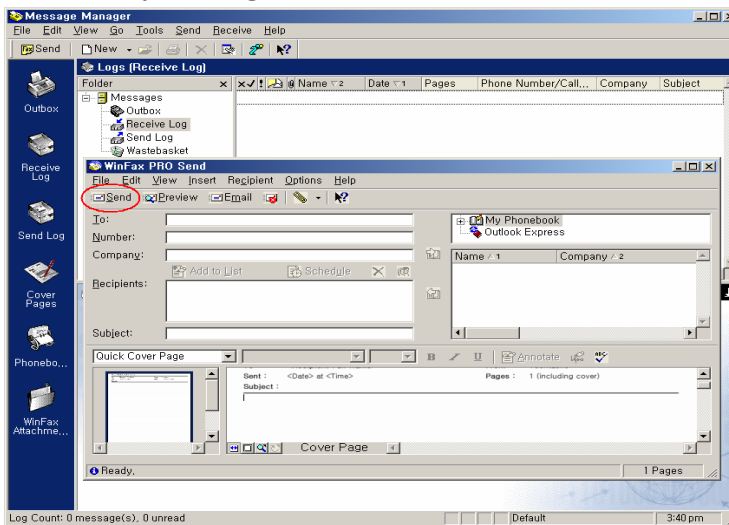 Message Manager
File Edit View Go Tools Send Receive Help
Send New
Logs (Receive Log)
Folder Name 2 Date 1 Pages Phone Number/Call... Company Subject
Messages
Outbox
Receive Log
Send Log
Wastebasket
Outbox
Receive Log
Send Log
Cover Pages
Phonebo...
WinFax Attachme...
WinFax PRO Send
File Edit View Insert Recipient Options Help
Send Preview Email
To:
Number:
Company:
Add to List Schedule
Recipients:
Subject:
My Phonebook
Outlook Express
Name 1 Company 2
Quick Cover Page B I U Annotate ABC
Sent : <Date> at <Time> Pages : 1 (including cover)
Subject :
Cover Page
Ready. 1 Pages
Log Count: 0 message(s), 0 unread Default 3:40 pm